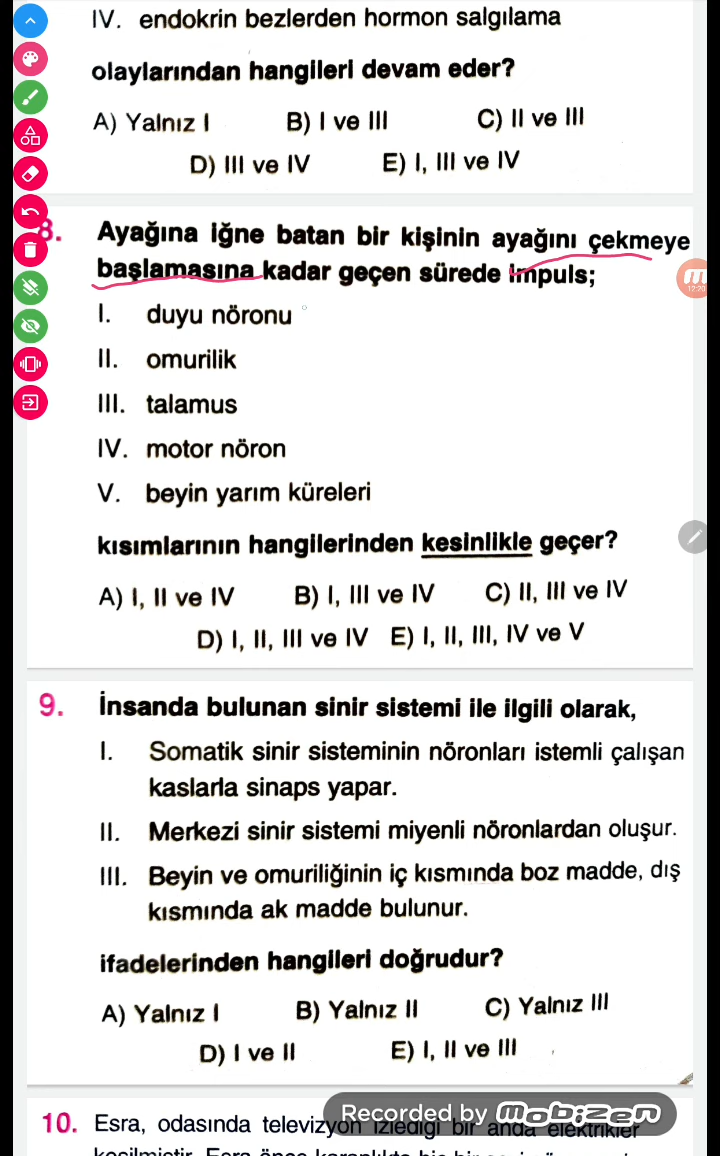 IV. endokrin bezlerden hormon salgılama
olaylarından hangileri devam eder?
A) Yalnız I B) I ve III C) II ve III
D) III ve IV E) I, III ve IV
8. Ayağına iğne batan bir kişinin ayağını çekmeye
başlamasına kadar geçen sürede impuls;
12:20
I. duyu nöronu
II. omurilik
III. talamus
IV. motor nöron
V. beyin yarım küreleri
kısımlarının hangilerinden kesinlikle geçer?
A) I, II ve IV B) I, III ve IV C) II, III ve IV
D) I, II, III ve IV E) I, II, III, IV ve V
9. İnsanda bulunan sinir sistemi ile ilgili olarak,
I. Somatik sinir sisteminin nöronları istemli çalışan
kaslarla sinaps yapar.
II. Merkezi sinir sistemi miyenli nöronlardan oluşur.
III. Beyin ve omuriliğinin iç kısmında boz madde, dış
kısmında ak madde bulunur.
ifadelerinden hangileri doğrudur?
A) Yalnız I B) Yalnız II C) Yalnız III
D) I ve II E) I, II ve III
Recorded by mobizen
10. Esra, odasında televizyon izlediği bir anda elektrikler